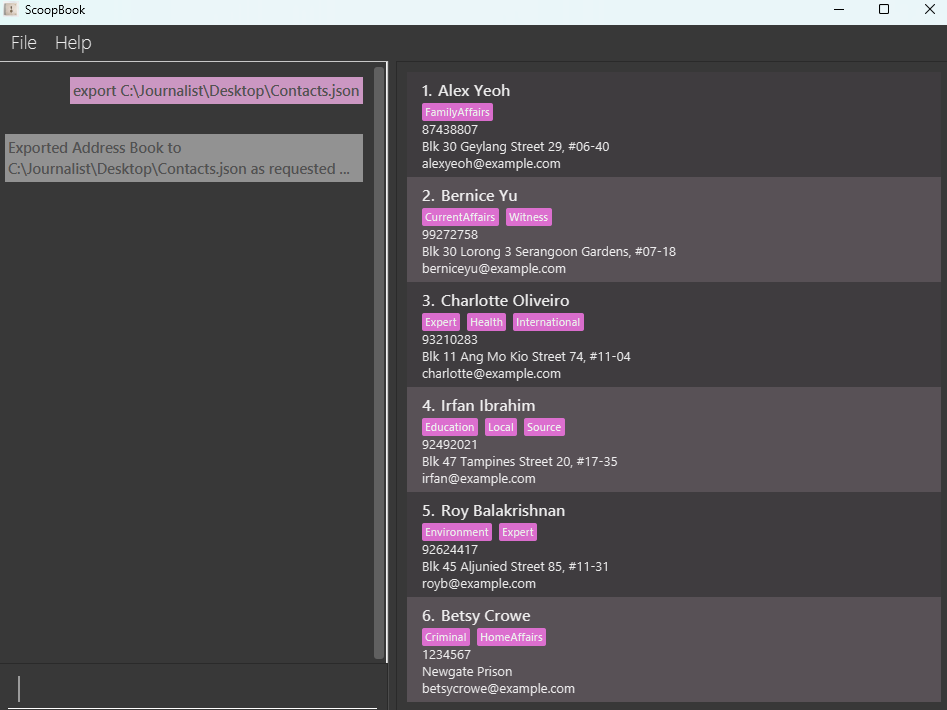 ScoopBook
File Help
export C:\Journalist\Desktop\Contacts.json
Exported Address Book to
C:\Journalist\Desktop\Contacts.json as requested ...
1. Alex Yeoh
FamilyAffairs
87438807
Blk 30 Geylang Street 29, #06-40
alexyeoh@example.com
2. Bernice Yu
CurrentAffairs Witness
99272758
Blk 30 Lorong 3 Serangoon Gardens, #07-18
berniceyu@example.com
3. Charlotte Oliveiro
Expert Health International
93210283
Blk 11 Ang Mo Kio Street 74, #11-04
charlotte@example.com
4. Irfan Ibrahim
Education Local Source
92492021
Blk 47 Tampines Street 20, #17-35
irfan@example.com
5. Roy Balakrishnan
Environment Expert
92624417
Blk 45 Aljunied Street 85, #11-31
royb@example.com
6. Betsy Crowe
Criminal HomeAffairs
1234567
Newgate Prison
betsycrowe@example.com